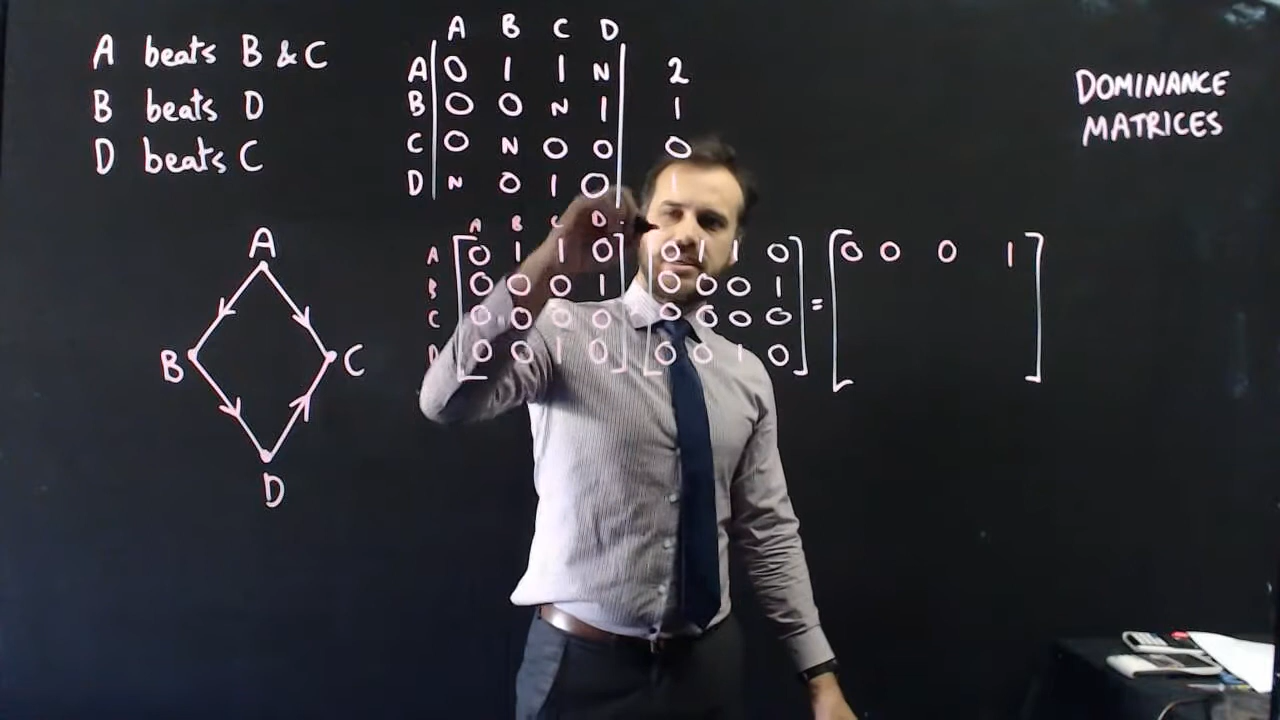 A beats B & C
B beats D
D beats C
A B C D
A 0 1 1 N 2
B 0 0 N 1 1
C 0 N 0 0 0
D N 0 1 0 1
DOMINANCE
MATRICES
A B C D
A 0 1 1 0 0 1 1 0 = 0 0 0 1
B 0 0 0 1 0 0 0 1
C 0 0 0 0 0 0 0 0
0 0 1 0 0 0 1 0
A
B C
D